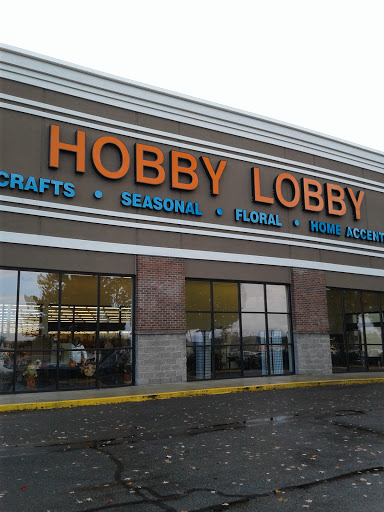 HOBBY LOBBY
CRAFTS • SEASONAL • FLORAL • HOME ACCENT